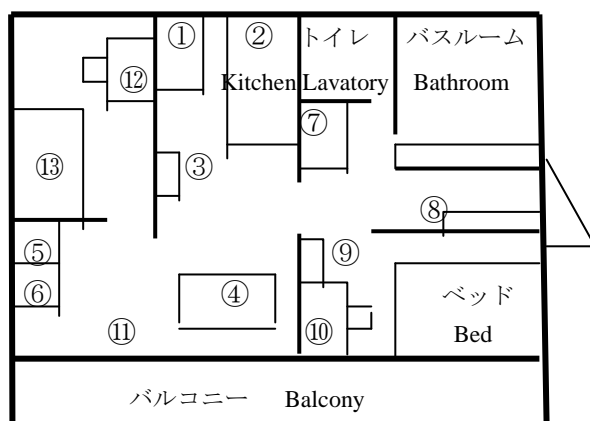 ① ② トイレ バスルーム
⑫ Kitchen Lavatory Bathroom
⑦
⑬ ③
⑧
⑤ ⑨
⑥ ④ ベッド
⑪ ⑩ Bed
バルコニー Balcony